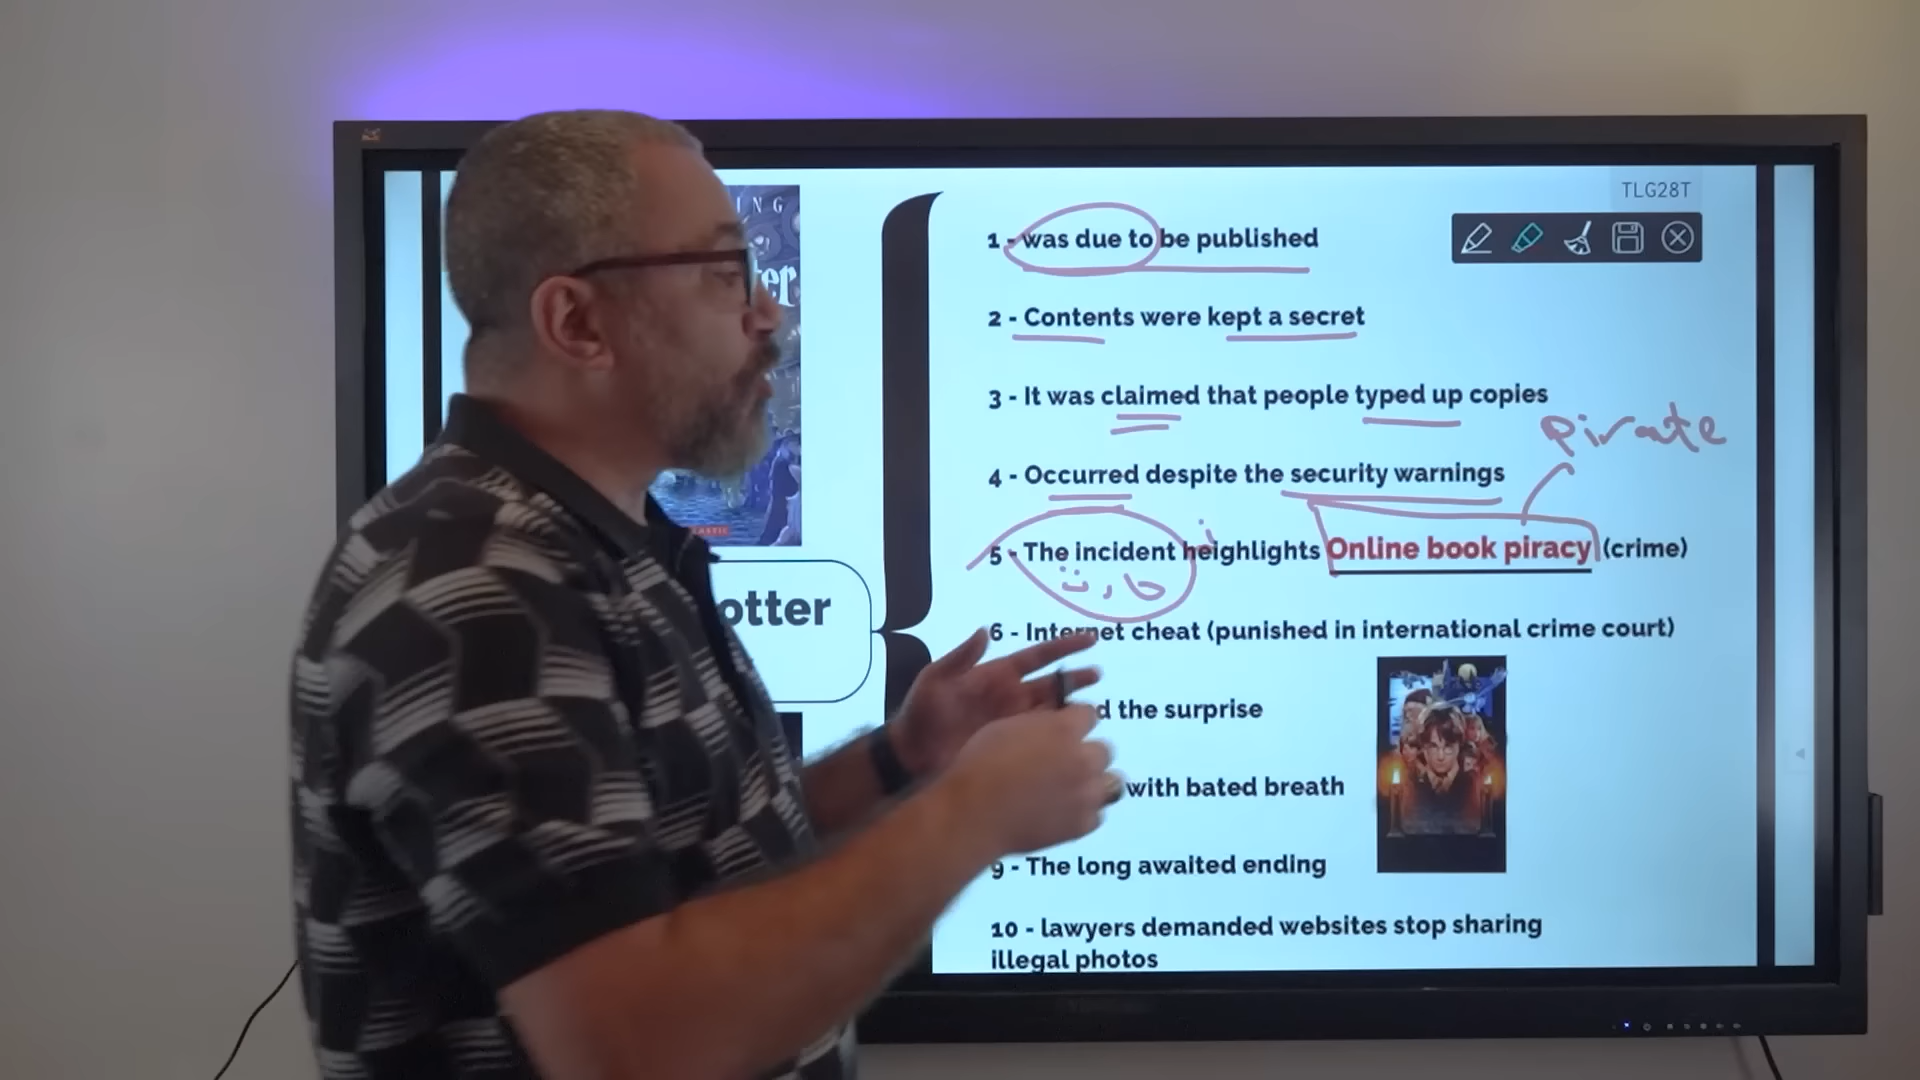 TLG28T
1 - was due to be published
2 - Contents were kept a secret
3 - It was claimed that people typed up copies
pirate
4 - Occurred despite the security warnings
5 - The incident heighlights Online book piracy (crime)
i
6 - Internet cheat (punished in international crime court)
the surprise
with bated breath
9 - The long awaited ending
10 - lawyers demanded websites stop sharing
illegal photos
ING
ter
otter